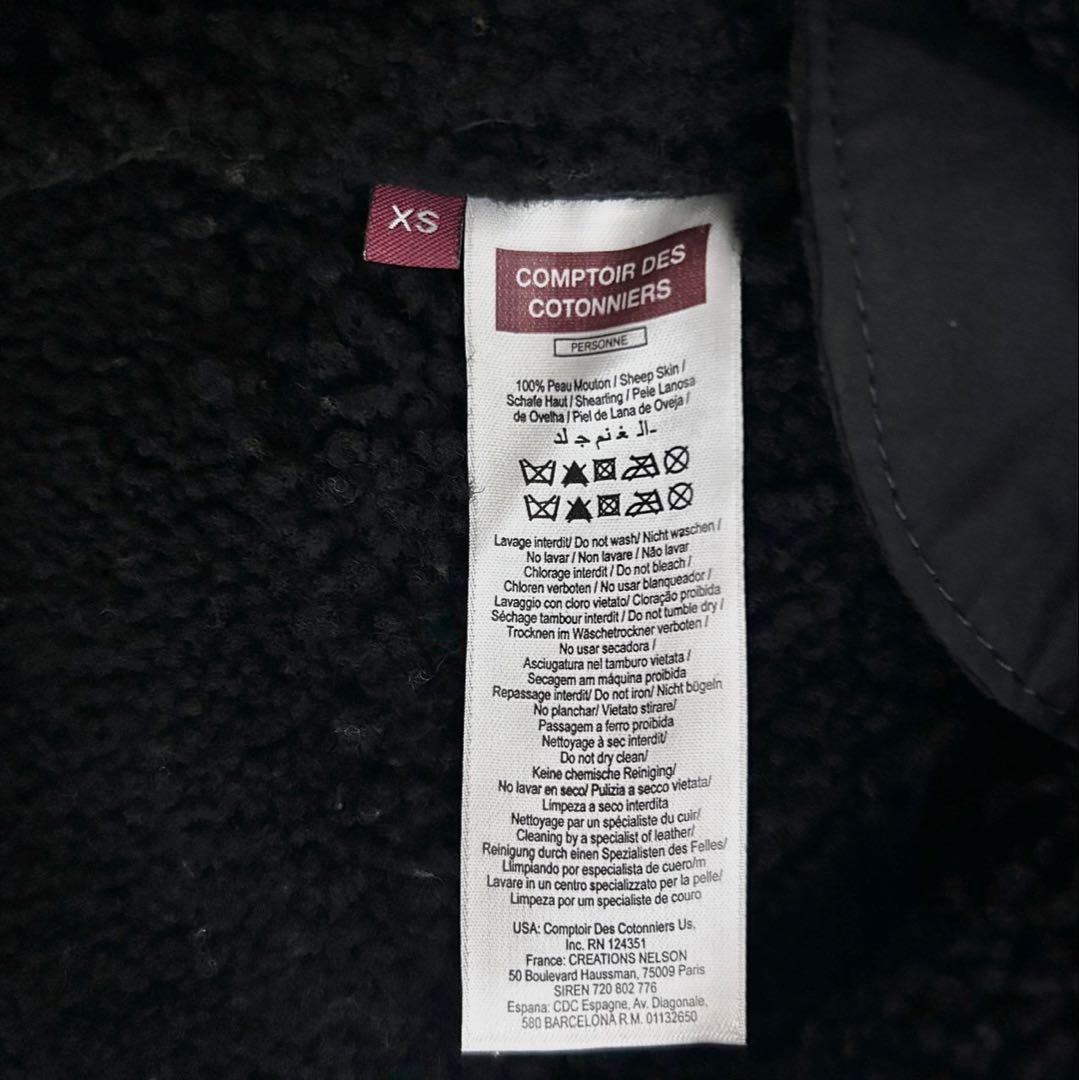 XS
COMPTOIR DES
COTONNIERS
PERSONNE
100% Peau Mouton / Sheep Skin /
Schafe Haut / Shearling / Pele Lanosa
de Ovelha / Piel de Lana de Oveja /
الـ غـ نـم جـ لد
Lavage interdit/ Do not wash/ Nicht waschen /
No lavar / Non lavare / Não lavar
Chlorage interdit / Do not bleach /
Chloren verboten / No usar blanqueador /
Lavaggio con cloro vietato/ Cloração proibida
Séchage tambour interdit / Do not tumble dry /
Trocknen im Wäschetrockner verboten /
No usar secadora /
Asciugatura nel tamburo vietata /
Secagem am máquina proibida
Repassage interdit/ Do not iron/ Nicht bügeln
No planchar/ Vietato stirare/
Passagem a ferro proibida
Nettoyage à sec interdit/
Do not dry clean/
Keine chemische Reiniging/
No lavar en seco/ Pulizia a secco vietata/
Limpeza a seco interdita
Nettoyage par un spécialiste du cuir/
Cleaning by a specialist of leather/
Reinigung durch einen Spezialisten des Felles/
Llimpiando por especialista de cuero/m
Lavare in un centro specializzato per la pelle/
Limpeza por um specialiste de couro
USA: Comptoir Des Cotonniers Us,
Inc. RN 124351
France: CREATIONS NELSON
50 Boulevard Haussman, 75009 Paris
SIREN 720 802 776
Espana: CDC Espagne, Av. Diagonale,
580 BARCELONA R.M. 01132650